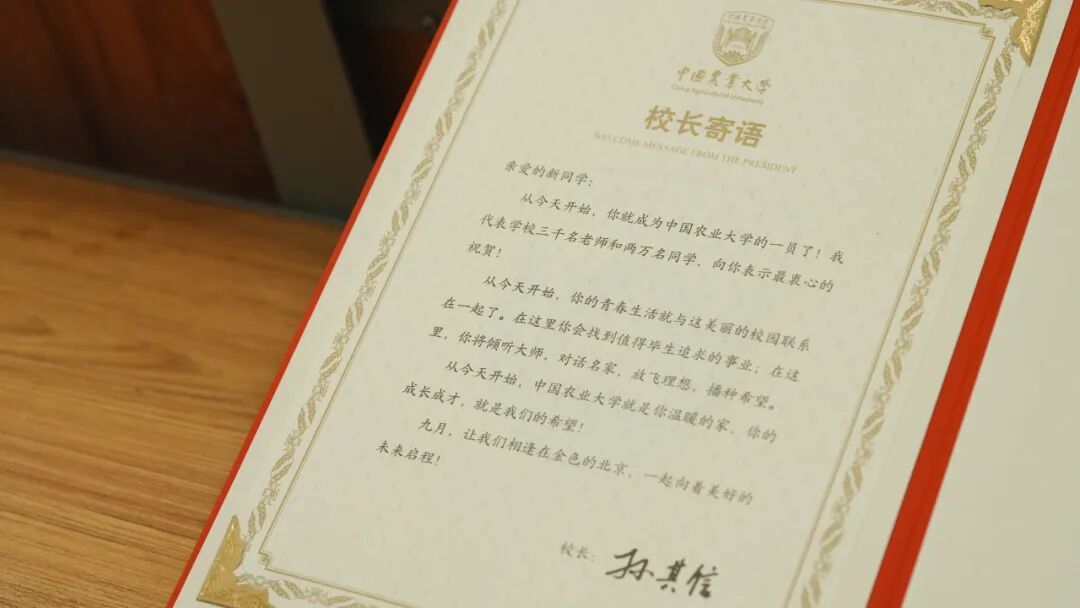 中国农业大学
中国農業大学
China Agricultural University
校长寄语
WELCOME MESSAGE FROM THE PRESIDENT
亲爱的新同学：
从今天开始，你就成为中国农业大学的一员了！我
代表学校三千名老师和两万名同学，向你表示最衷心的
祝贺！
从今天开始，你的青春生活就与这美丽的校园联系
在一起了。在这里你会找到值得毕生追求的事业；在这
里，你将倾听大师，对话名家，放飞理想，播种希望。
从今天开始，中国农业大学就是你温暖的家，你的
成长成才，就是我们的希望！
九月，让我们相逢在金色的北京，一起向着美好的
未来启程！
校长：孙其信